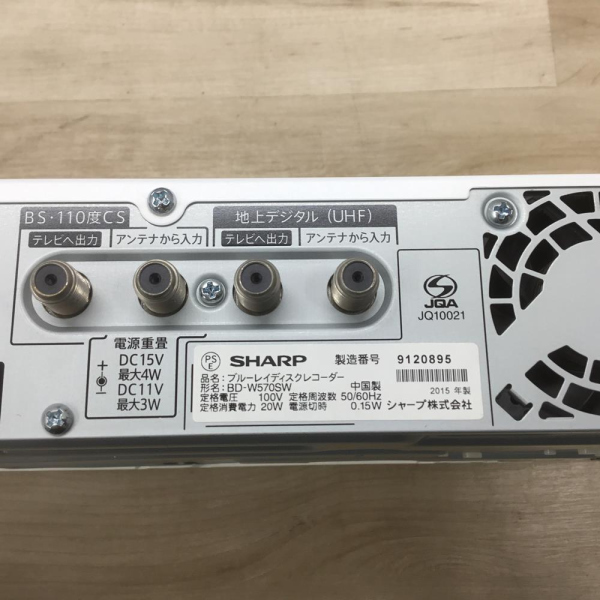 BS・110度CS
地上デジタル (UHF)
テレビへ出力 アンテナから入力 テレビへ出力 アンテナから入力
JQA
JQ10021
電源重畳
DC15V
最大4W
DC11V
最大3W
PS
E
SHARP 製造番号 9120895
品名: ブルーレイディスクレコーダー
形名: BD-W570SW 中国製 2015 年製
定格電圧 100V 定格周波数 50/60Hz
定格消費電力 20W 電源切時 0.15W シャープ株式会社